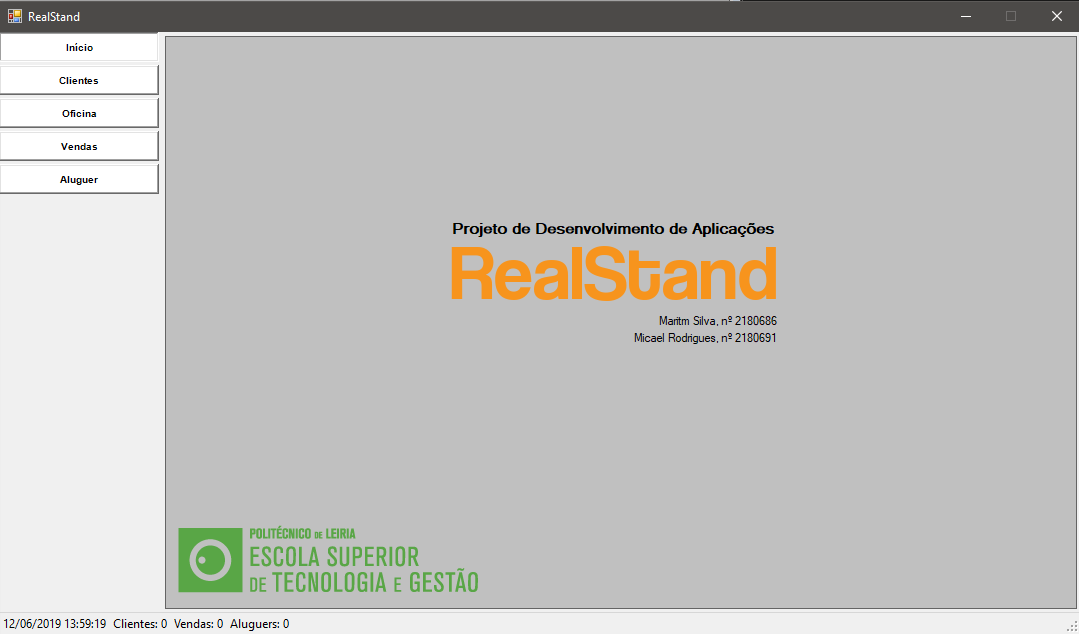 RealStand
Inicio
Clientes
Oficina
Vendas
Aluguer
Projeto de Desenvolvimento de Aplicações
RealStand
Maritm Silva, nº 2180686
Micael Rodrigues, nº 2180691
POLITÉCNICO DE LEIRIA
ESCOLA SUPERIOR
DE TECNOLOGIA E GESTÃO
12/06/2019 13:59:19 Clientes: 0 Vendas: 0 Aluguers: 0